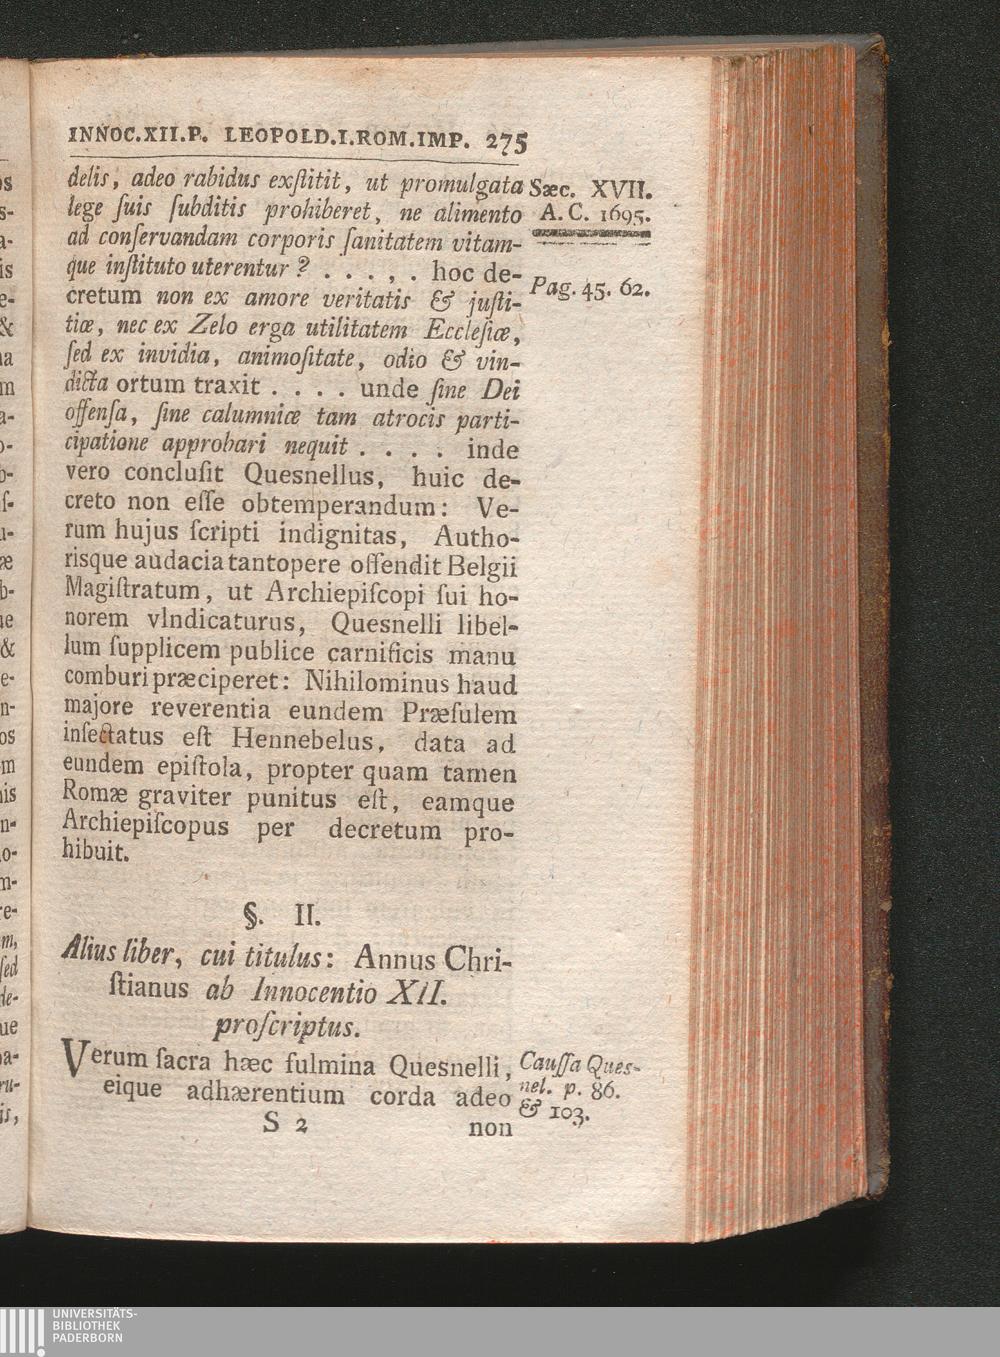 INNOC.XII.P. LEOPOLD.I.ROM.IMP. 275
delis, adeo rabidus exſtitit, ut promulgata
lege ſuis ſubditis prohiberet, ne alimento
ad conſervandam corporis ſanitatem vitam-
que inſtituto uterentur ? . . . , . hoc de-
cretum non ex amore veritatis & juſti-
tiæ, nec ex Zelo erga utilitatem Eccleſiæ,
ſed ex invidia, animoſitate, odio & vin-
dicta ortum traxit . . . . unde ſine Dei
offenſa, ſine calumniæ tam atrocis parti-
cipatione approbari nequit . . . . inde
vero concluſit Quesnellus, huic de-
creto non eſſe obtemperandum: Ve-
rum hujus ſcripti indignitas, Autho-
risque audacia tantopere offendit Belgii
Magiſtratum, ut Archiepiſcopi ſui ho-
norem vIndicaturus, Quesnelli libel-
lum ſupplicem publice carnificis manu
comburi præciperet: Nihilominus haud
majore reverentia eundem Præſulem
inſectatus eſt Hennebelus, data ad
eundem epiſtola, propter quam tamen
Romæ graviter punitus eſt, eamque
Archiepiſcopus per decretum pro-
hibuit.
Sæc. XVII.
A. C. 1695.
Pag. 45. 62.
§. II.
Alius liber, cui titulus: Annus Chri-
ſtianus ab Innocentio XII.
proſcriptus.
Verum ſacra hæc fulmina Quesnelli,
eique adhærentium corda adeo
Cauſſa Ques-
nel. p. 86.
& 103.
S 2 non
UNIVERSITÄTS-
BIBLIOTHEK
PADERBORN